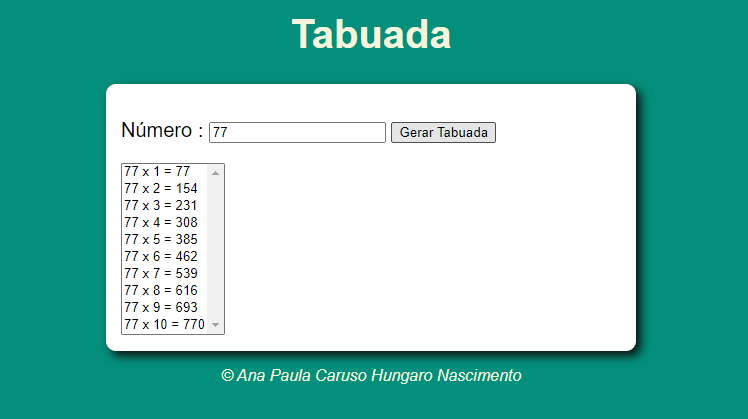 Tabuada
Número : 77 Gerar Tabuada
77 x 1 = 77
77 x 2 = 154
77 x 3 = 231
77 x 4 = 308
77 x 5 = 385
77 x 6 = 462
77 x 7 = 539
77 x 8 = 616
77 x 9 = 693
77 x 10 = 770
© Ana Paula Caruso Hungaro Nascimento